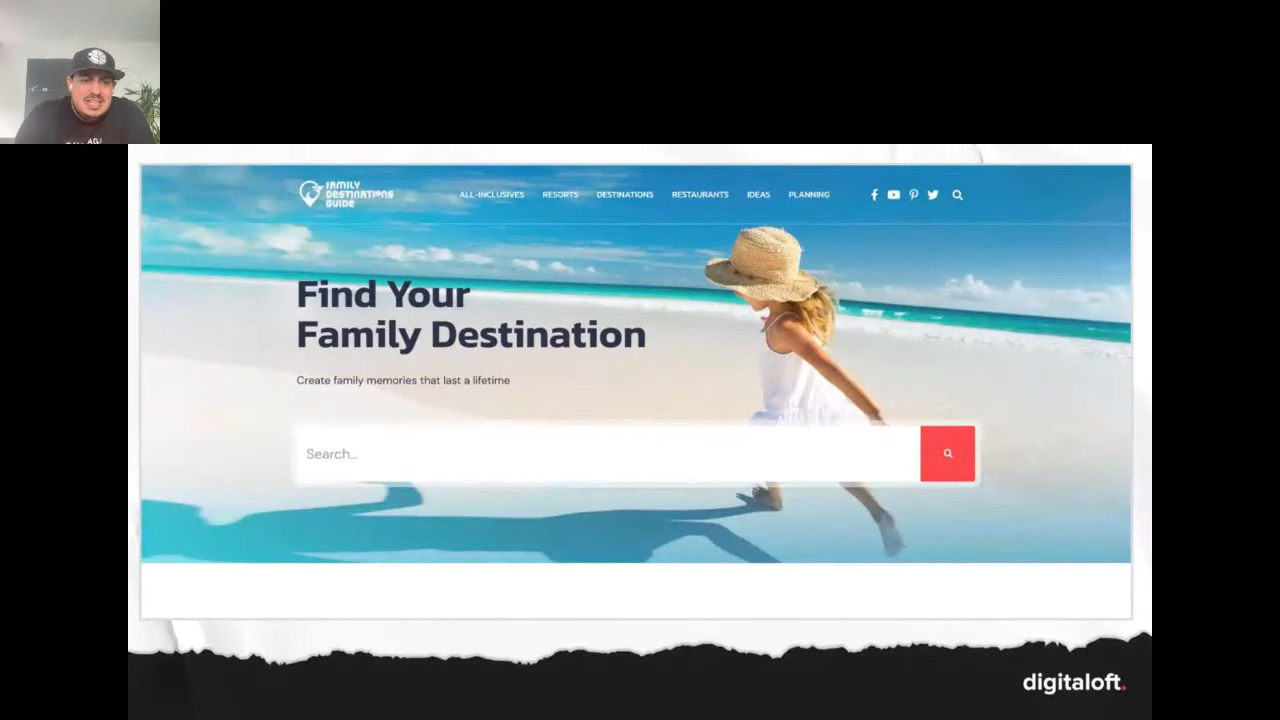 FAMILY
DESTINATIONS
GUIDE
ALL-INCLUSIVES RESORTS DESTINATIONS RESTAURANTS IDEAS PLANNING
Find Your
Family Destination
Create family memories that last a lifetime
Search...
digitaloft.